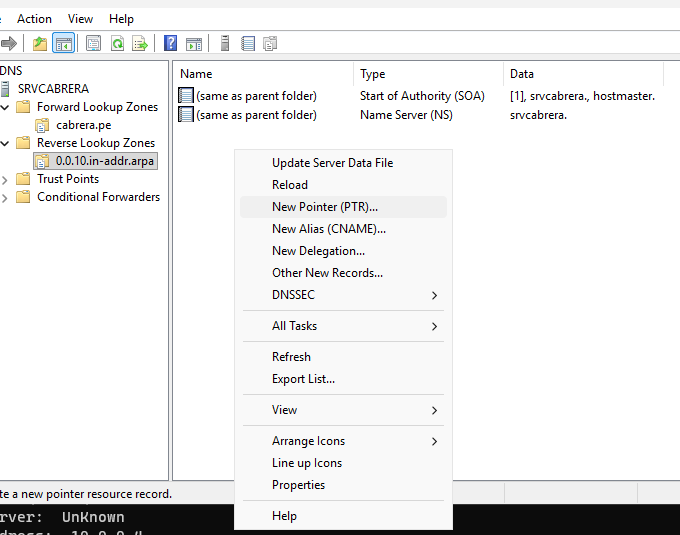 Action View Help
DNS
SRVCABRERA
Forward Lookup Zones
cabrera.pe
Reverse Lookup Zones
0.0.10.in-addr.arpa
Trust Points
Conditional Forwarders
Name Type Data
(same as parent folder) Start of Authority (SOA) [1], srvcabrera., hostmaster.
(same as parent folder) Name Server (NS) srvcabrera.
Update Server Data File
Reload
New Pointer (PTR)...
New Alias (CNAME)...
New Delegation...
Other New Records...
DNSSEC
All Tasks
Refresh
Export List...
View
Arrange Icons
Line up Icons
Properties
Help
te a new pointer resource record.
rver: UnKnown